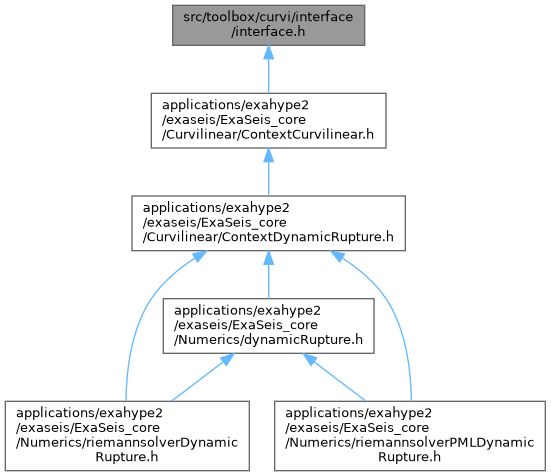 src/toolbox/curvi/interface
/interface.h
applications/exahype2
/exaseis/ExaSeis_core
/Curvilinear/ContextCurvilinear.h
applications/exahype2
/exaseis/ExaSeis_core
/Curvilinear/ContextDynamicRupture.h
applications/exahype2
/exaseis/ExaSeis_core
/Numerics/dynamicRupture.h
applications/exahype2
/exaseis/ExaSeis_core
/Numerics/riemannsolverDynamic
Rupture.h
applications/exahype2
/exaseis/ExaSeis_core
/Numerics/riemannsolverPMLDynamic
Rupture.h